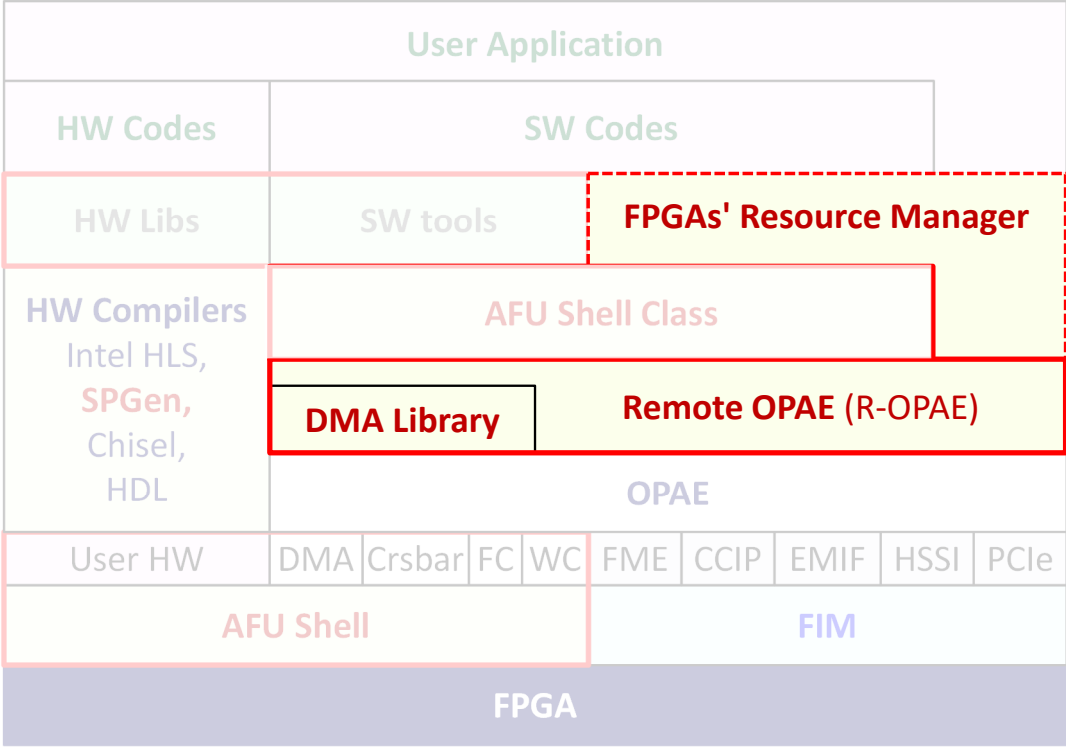 User Application
HW Codes
SW Codes
HW Libs
SW tools
FPGAs' Resource Manager
HW Compilers
Intel HLS,
SPGen,
Chisel,
HDL
AFU Shell Class
DMA Library
Remote OPAE (R-OPAE)
OPAE
User HW
DMA
Crsbar
FC
WC
FME
CCIP
EMIF
HSSI
PCIe
AFU Shell
FIM
FPGA